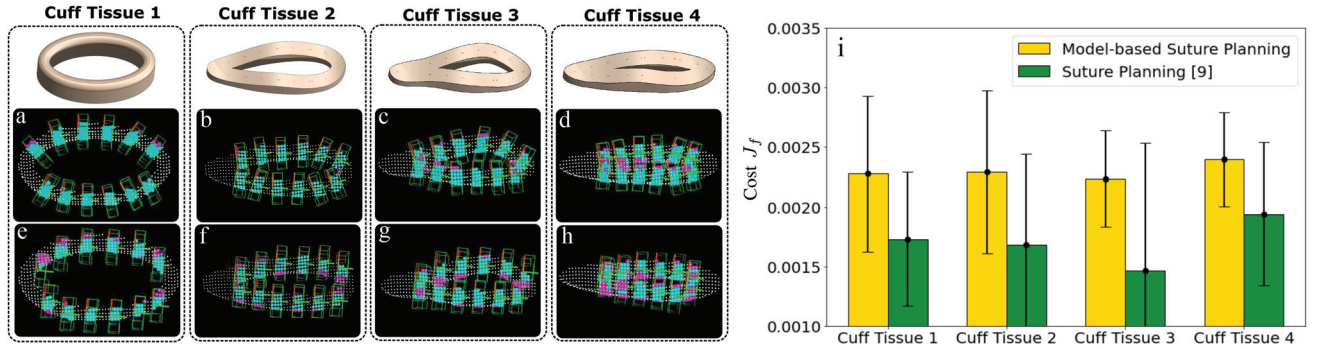 Cuff Tissue 1
Cuff Tissue 2
Cuff Tissue 3
Cuff Tissue 4
a
b
c
d
e
f
g
h
i
Model-based Suture Planning
Suture Planning [9]
Cost J_f
0.0035
0.0030
0.0025
0.0020
0.0015
0.0010
Cuff Tissue 1
Cuff Tissue 2
Cuff Tissue 3
Cuff Tissue 4